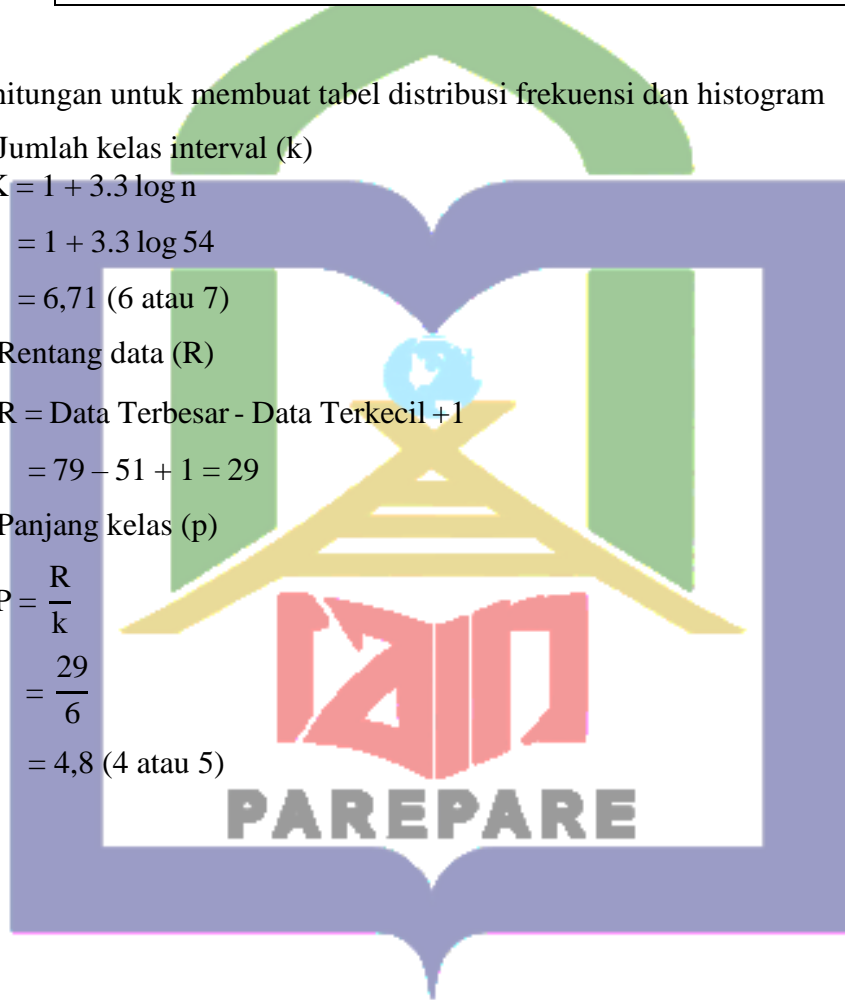 hitungan untuk membuat tabel distribusi frekuensi dan histogram
Jumlah kelas interval (k)
K = 1 + 3.3 log n
= 1 + 3.3 log 54
= 6,71 (6 atau 7)
Rentang data (R)
R = Data Terbesar - Data Terkecil +1
= 79 – 51 + 1 = 29
Panjang kelas (p)
P = R
k
= 29
6
= 4,8 (4 atau 5)
iain
PAREPARE